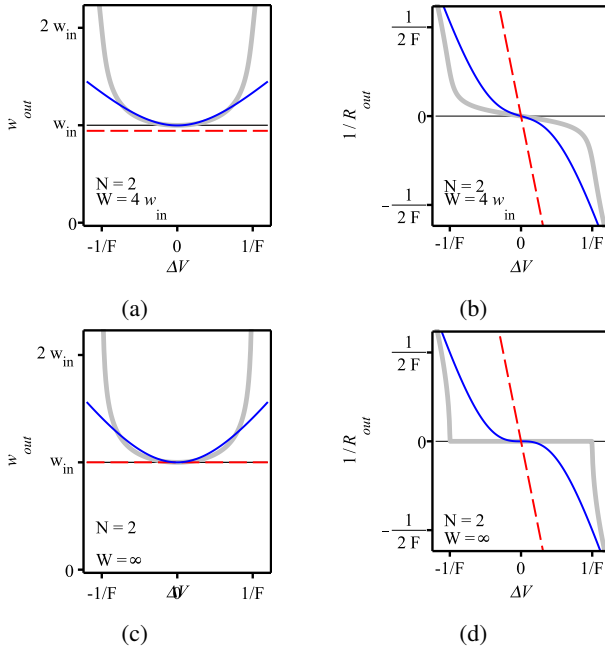 2 w_in
w_out
w_in
N = 2
W = 4 w_in
0
-1/F 0 1/F
ΔV
(a)
1
2 F
1 / R_out
0
N = 2
W = 4 w_in
- 1
2 F
-1/F 0 1/F
ΔV
(b)
2 w_in
w_out
w_in
N = 2
W = ∞
0
-1/F 0 1/F
ΔV
(c)
1
2 F
1 / R_out
0
N = 2
W = ∞
- 1
2 F
-1/F 0 1/F
ΔV
(d)